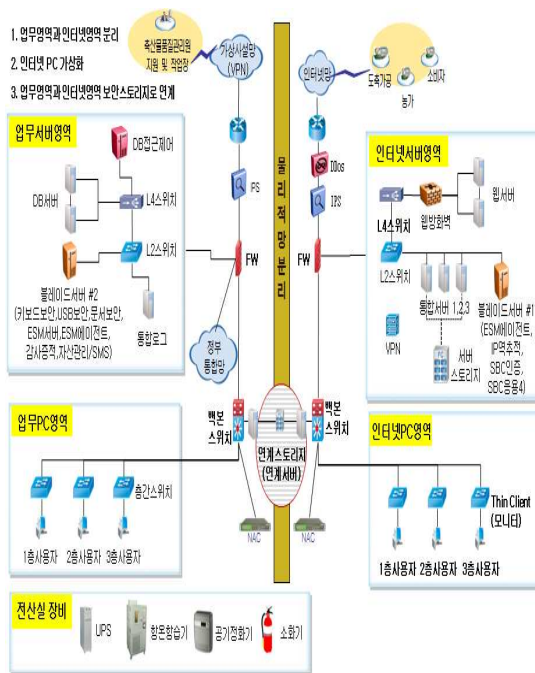 1. 업무영역과 인터넷영역 분리
2. 인터넷 PC 가상화
3. 업무영역과 인터넷영역 보안스토리지로 연계
축산물품질관리원
지원 및 작업장
가상사설망
(VPN)
인터넷망
도축가공
소비자
농가
업무서버영역
DB접근제어
DB서버
L4스위치
L2스위치
블레이드서버 #2
(키보드보안,USB보안,문서보안,
ESM서버,ESM에이전트,
감사증적,자산관리/SMS)
통합로그
PS
FW
정부
통합망
물리적망분리
DDos
IPS
FW
인터넷서버영역
L4스위치
웹방화벽
웹서버
L2스위치
통합서버 1,2,3
VPN
서버
스토리지
블레이드서버 #1
(ESM에이전트,
IP역추적,
SBC인증,
SBC응용4)
백본
스위치
연계스토리지
(연계서버)
백본
스위치
NAC
NAC
업무PC영역
층간스위치
1층사용자
2층사용자
3층사용자
인터넷PC영역
Thin Client
(모니터)
1층사용자
2층사용자
3층사용자
전산실 장비
UPS
항온항습기
공기정화기
소화기